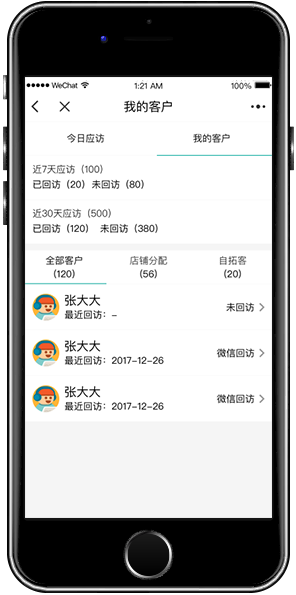 WeChat 1:21 AM 100%
我的客户
今日应访 我的客户
近7天应访（100）
已回访（20）未回访（80）
近30天应访（500）
已回访（120） 未回访（380）
全部客户 店铺分配 自拓客
(120) (56) (20)
张大大
最近回访：- 未回访
张大大
最近回访：2017-12-26 微信回访
张大大
最近回访：2017-12-26 微信回访